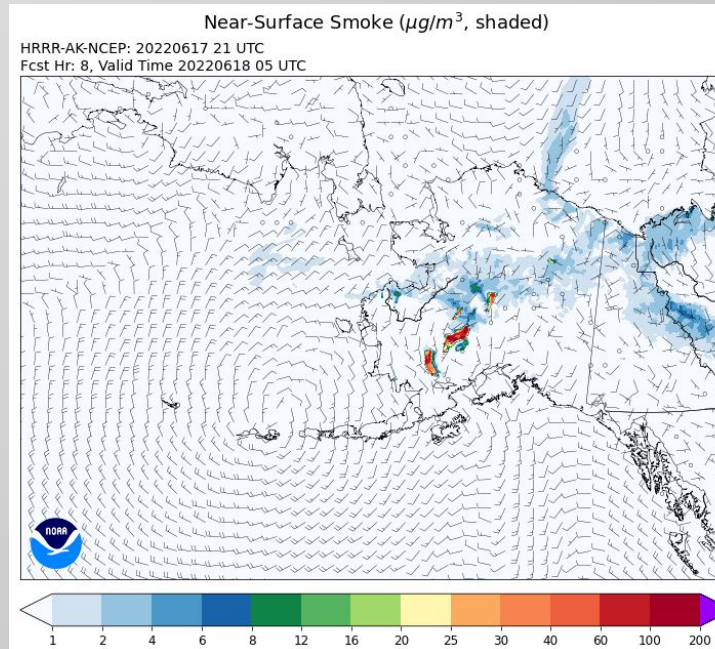 Near-Surface Smoke (µg/m³, shaded)
HRRR-AK-NCEP: 20220617 21 UTC
Fcst Hr: 8, Valid Time 20220618 05 UTC
NOAA
1 2 4 6 8 12 16 20 25 30 40 60 100 200